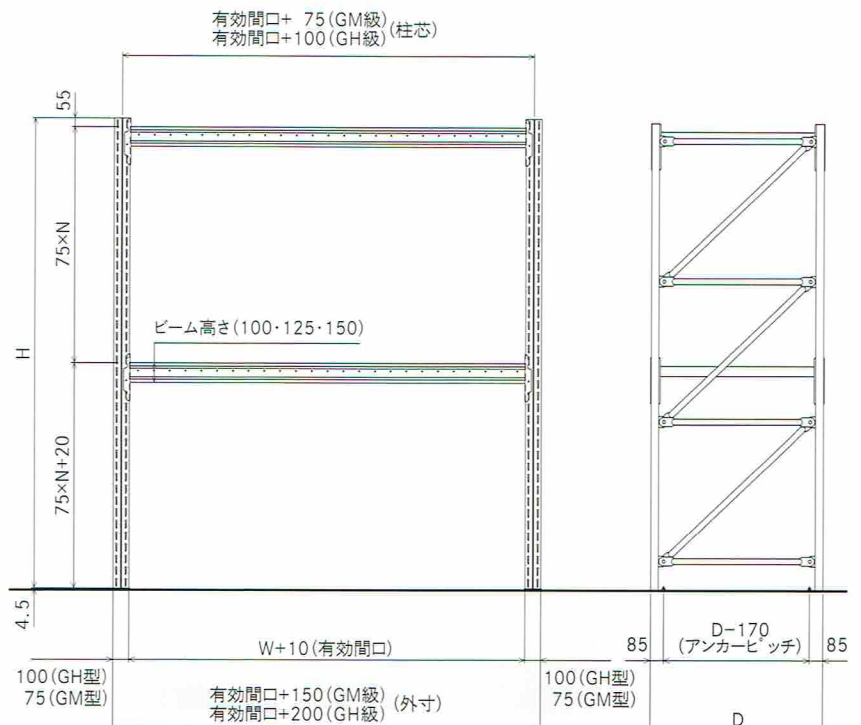 有効間口+ 75(GM級)
有効間口+100(GH級)
(柱芯)
55
75×N
H
ビーム高さ(100・125・150)
75×N+20
4.5
W+10(有効間口)
100(GH型)
75(GM型)
有効間口+150(GM級)
有効間口+200(GH級)
(外寸)
100(GH型)
75(GM型)
85
D-170
(アンカーピッチ)
85
D